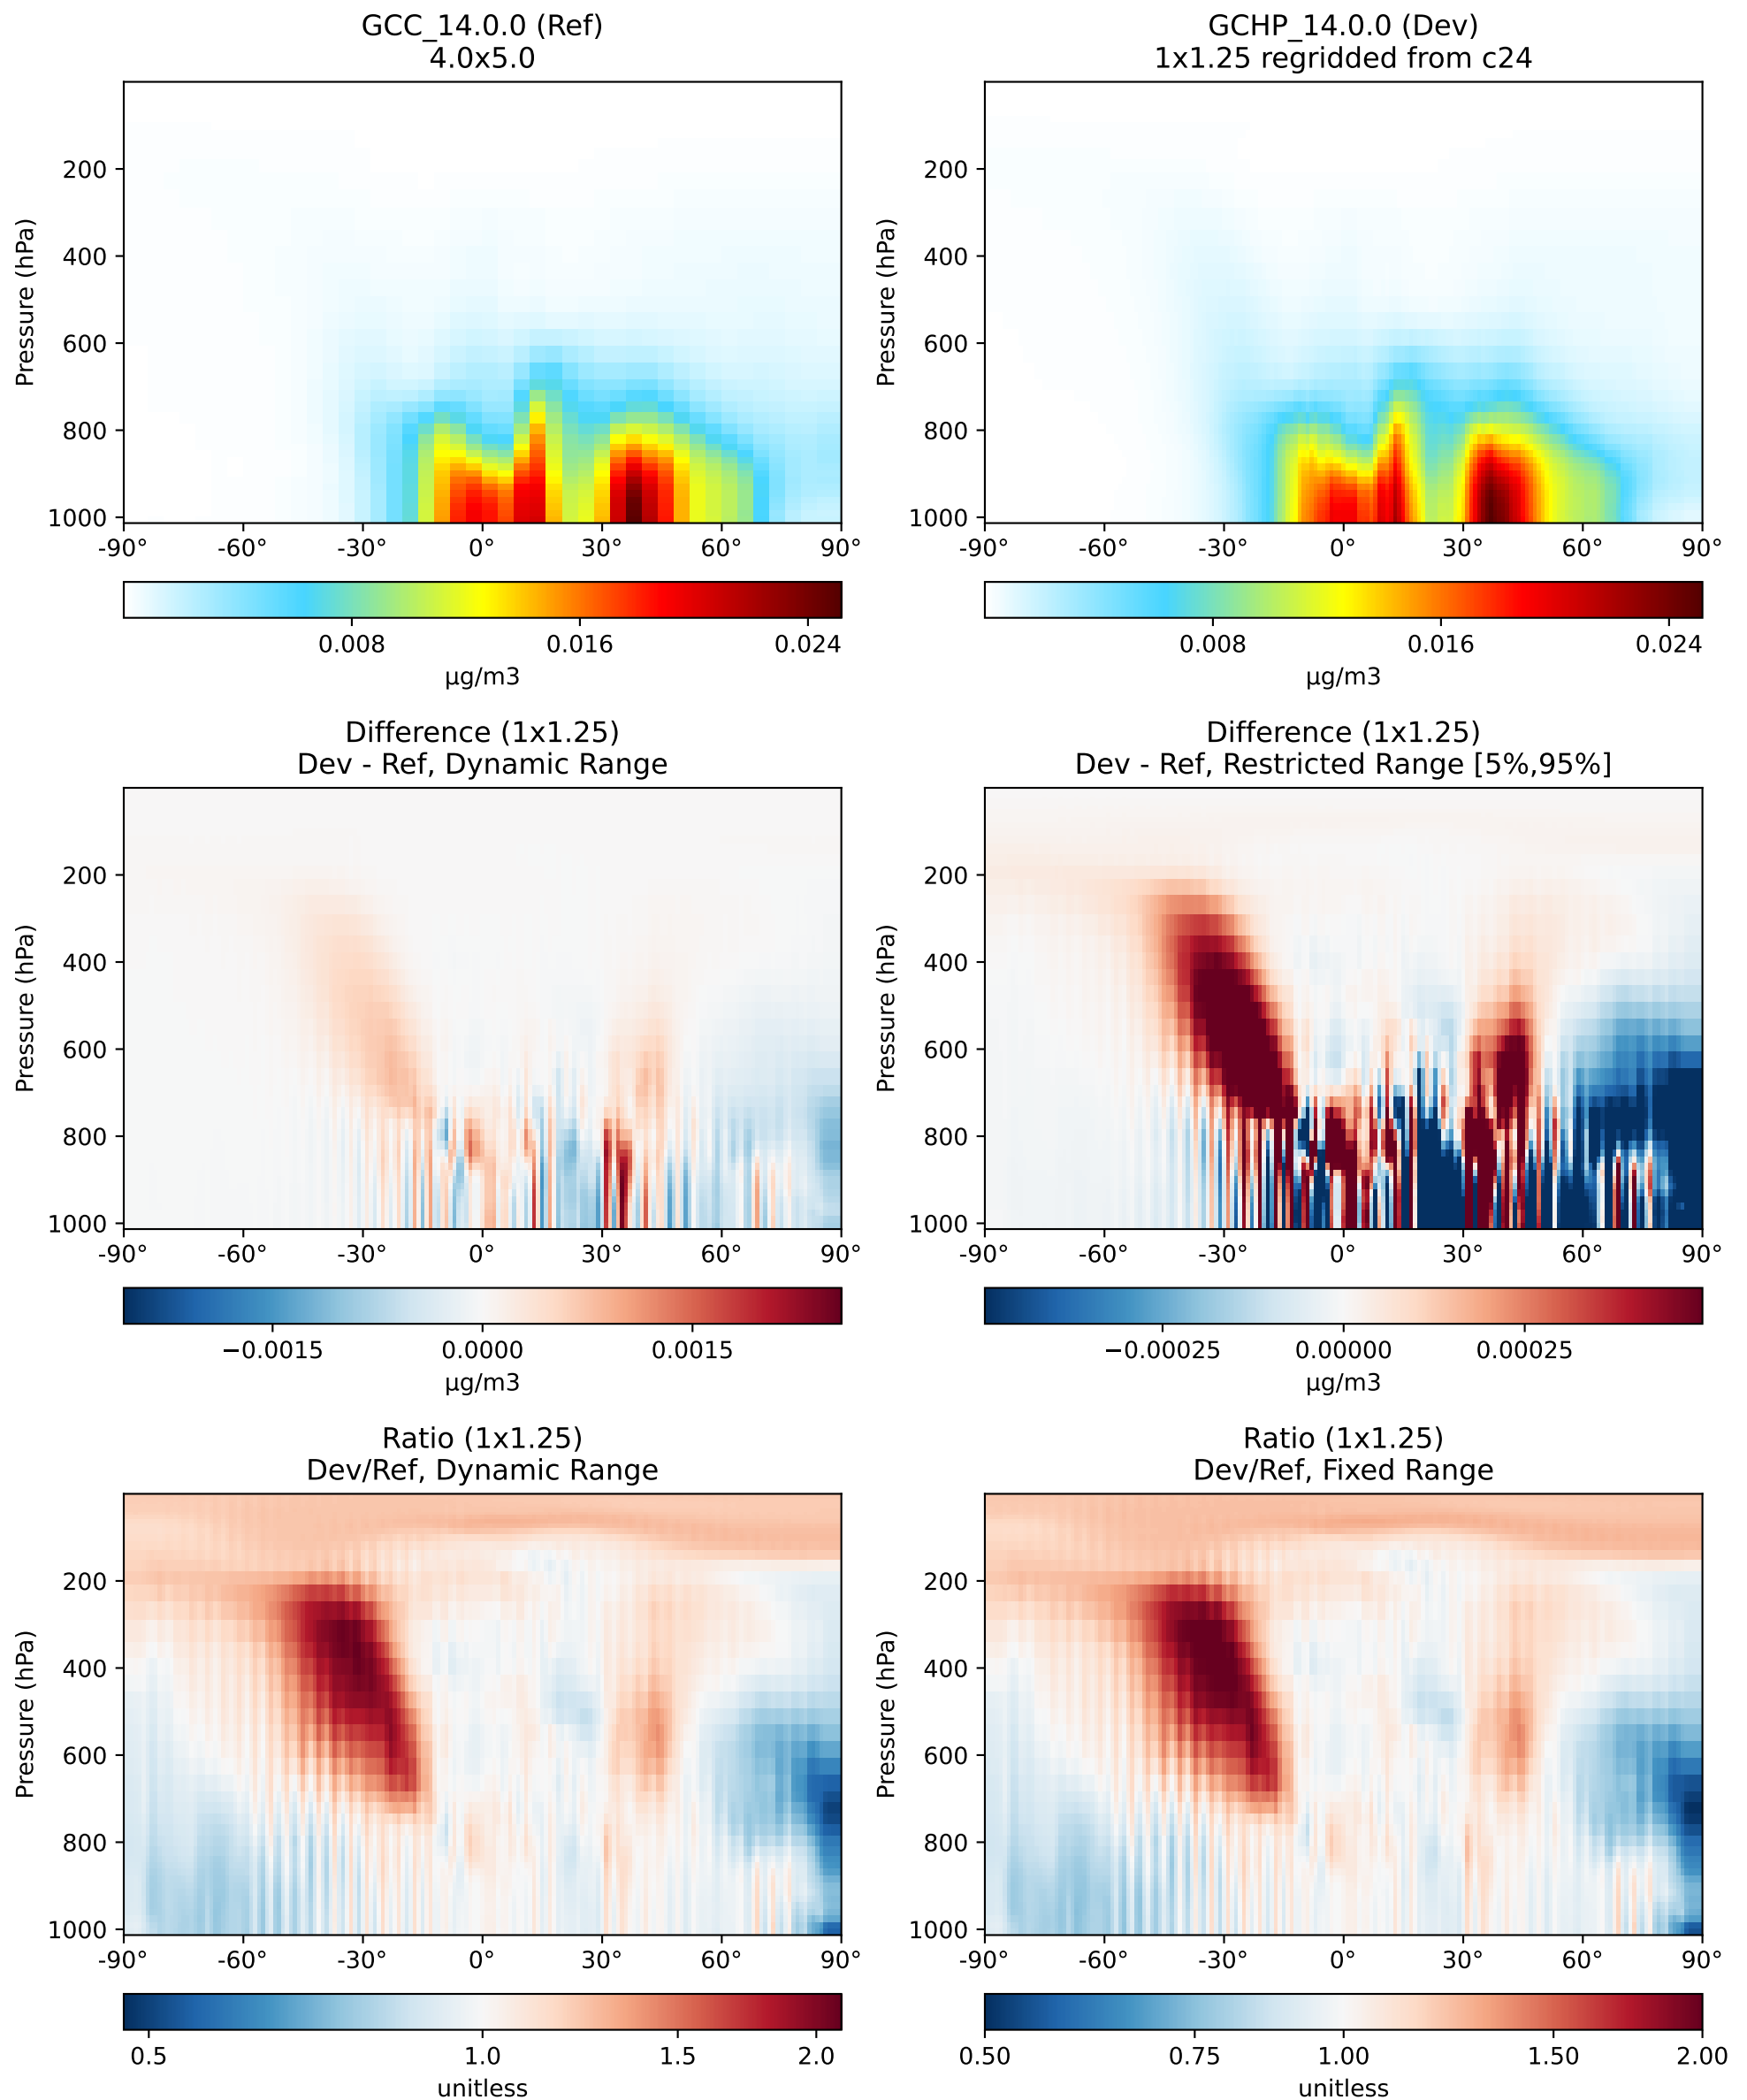 GCC_14.0.0 (Ref)
4.0x5.0
Pressure (hPa)
200
400
600
800
1000
-90° -60° -30° 0° 30° 60° 90°
0.008 0.016 0.024
μg/m3
GCHP_14.0.0 (Dev)
1x1.25 regridded from c24
Pressure (hPa)
200
400
600
800
1000
-90° -60° -30° 0° 30° 60° 90°
0.008 0.016 0.024
μg/m3
Difference (1x1.25)
Dev - Ref, Dynamic Range
Pressure (hPa)
200
400
600
800
1000
-90° -60° -30° 0° 30° 60° 90°
−0.0015 0.0000 0.0015
μg/m3
Difference (1x1.25)
Dev - Ref, Restricted Range [5%,95%]
Pressure (hPa)
200
400
600
800
1000
-90° -60° -30° 0° 30° 60° 90°
−0.00025 0.00000 0.00025
μg/m3
Ratio (1x1.25)
Dev/Ref, Dynamic Range
Pressure (hPa)
200
400
600
800
1000
-90° -60° -30° 0° 30° 60° 90°
0.5 1.0 1.5 2.0
unitless
Ratio (1x1.25)
Dev/Ref, Fixed Range
Pressure (hPa)
200
400
600
800
1000
-90° -60° -30° 0° 30° 60° 90°
0.50 0.75 1.00 1.50 2.00
unitless